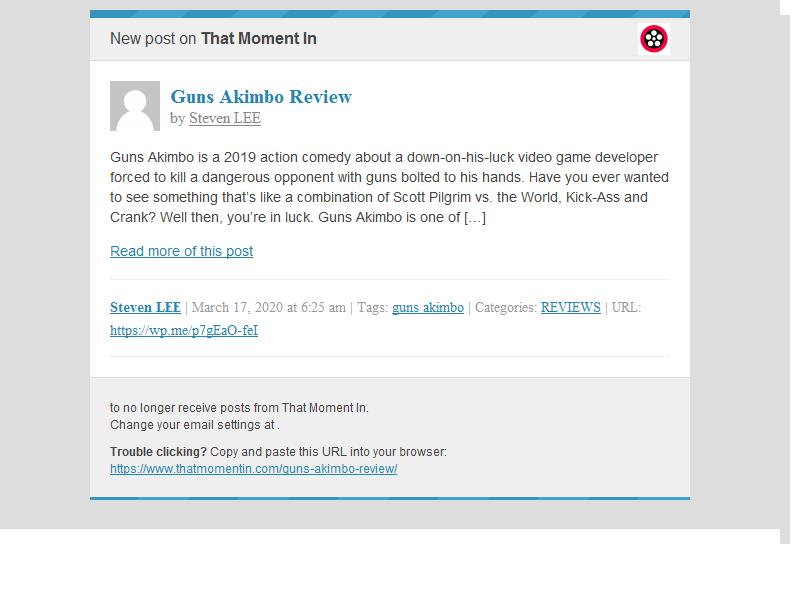 New post on That Moment In
Guns Akimbo Review
by Steven LEE
Guns Akimbo is a 2019 action comedy about a down-on-his-luck video game developer
forced to kill a dangerous opponent with guns bolted to his hands. Have you ever wanted
to see something that's like a combination of Scott Pilgrim vs. the World, Kick-Ass and
Crank? Well then, you're in luck. Guns Akimbo is one of […]
Read more of this post
Steven LEE | March 17, 2020 at 6:25 am | Tags: guns akimbo | Categories: REVIEWS | URL:
https://wp.me/p7gEaO-feI
to no longer receive posts from That Moment In.
Change your email settings at .
Trouble clicking? Copy and paste this URL into your browser:
https://www.thatmomentin.com/guns-akimbo-review/